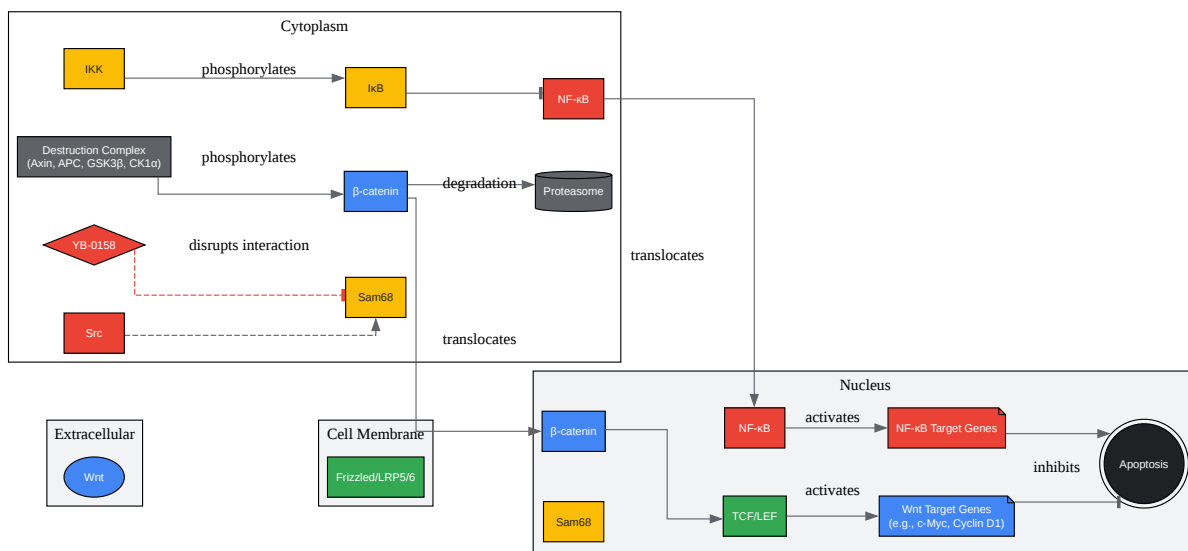 Cytoplasm
IKK
phosphorylates
IκB
NF-κB
Destruction Complex
(Axin, APC, GSK3β, CK1α)
phosphorylates
β-catenin
degradation
Proteasome
YB-0158
disrupts interaction
Sam68
Src
translocates
translocates
Extracellular
Wnt
Cell Membrane
Frizzled/LRP5/6
Nucleus
β-catenin
NF-κB
activates
NF-κB Target Genes
inhibits
Apoptosis
Sam68
TCF/LEF
activates
Wnt Target Genes
(e.g., c-Myc, Cyclin D1)